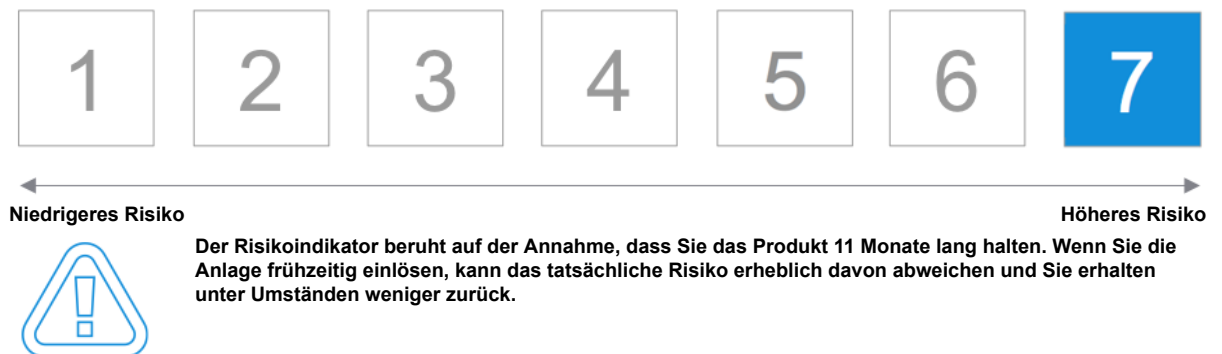 1 2 3 4 5 6 7
Niedrigeres Risiko Höheres Risiko
Der Risikoindikator beruht auf der Annahme, dass Sie das Produkt 11 Monate lang halten. Wenn Sie die
Anlage frühzeitig einlösen, kann das tatsächliche Risiko erheblich davon abweichen und Sie erhalten
unter Umständen weniger zurück.